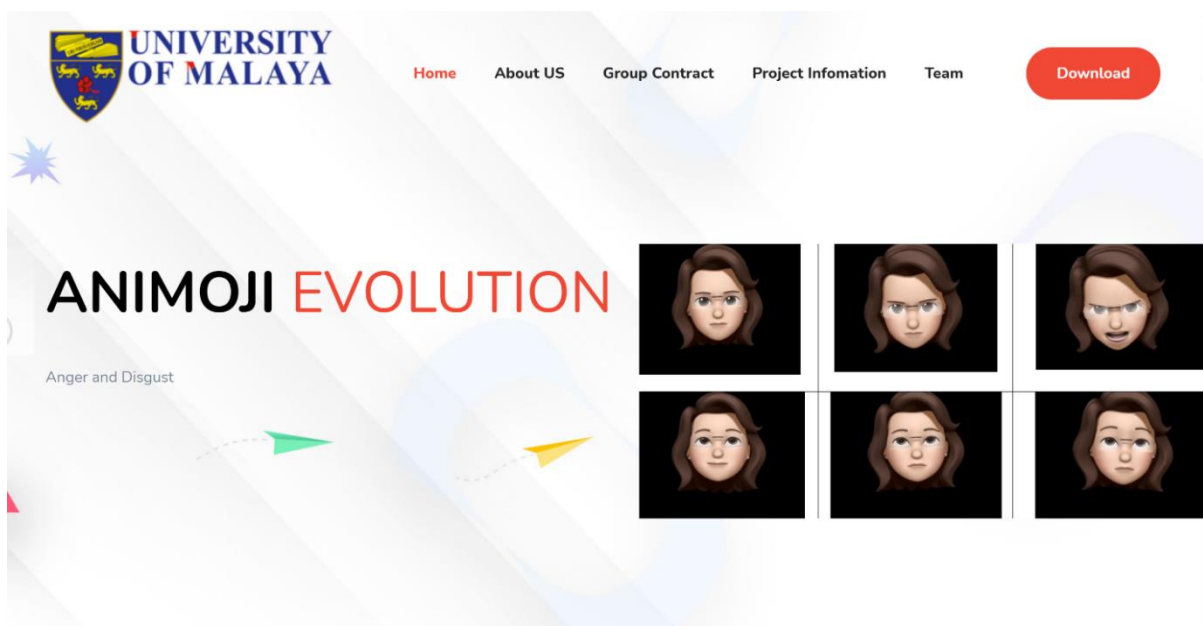 UNIVERSITY
OF MALAYA
Home About US Group Contract Project Infomation Team Download
ANIMOJI EVOLUTION
Anger and Disgust